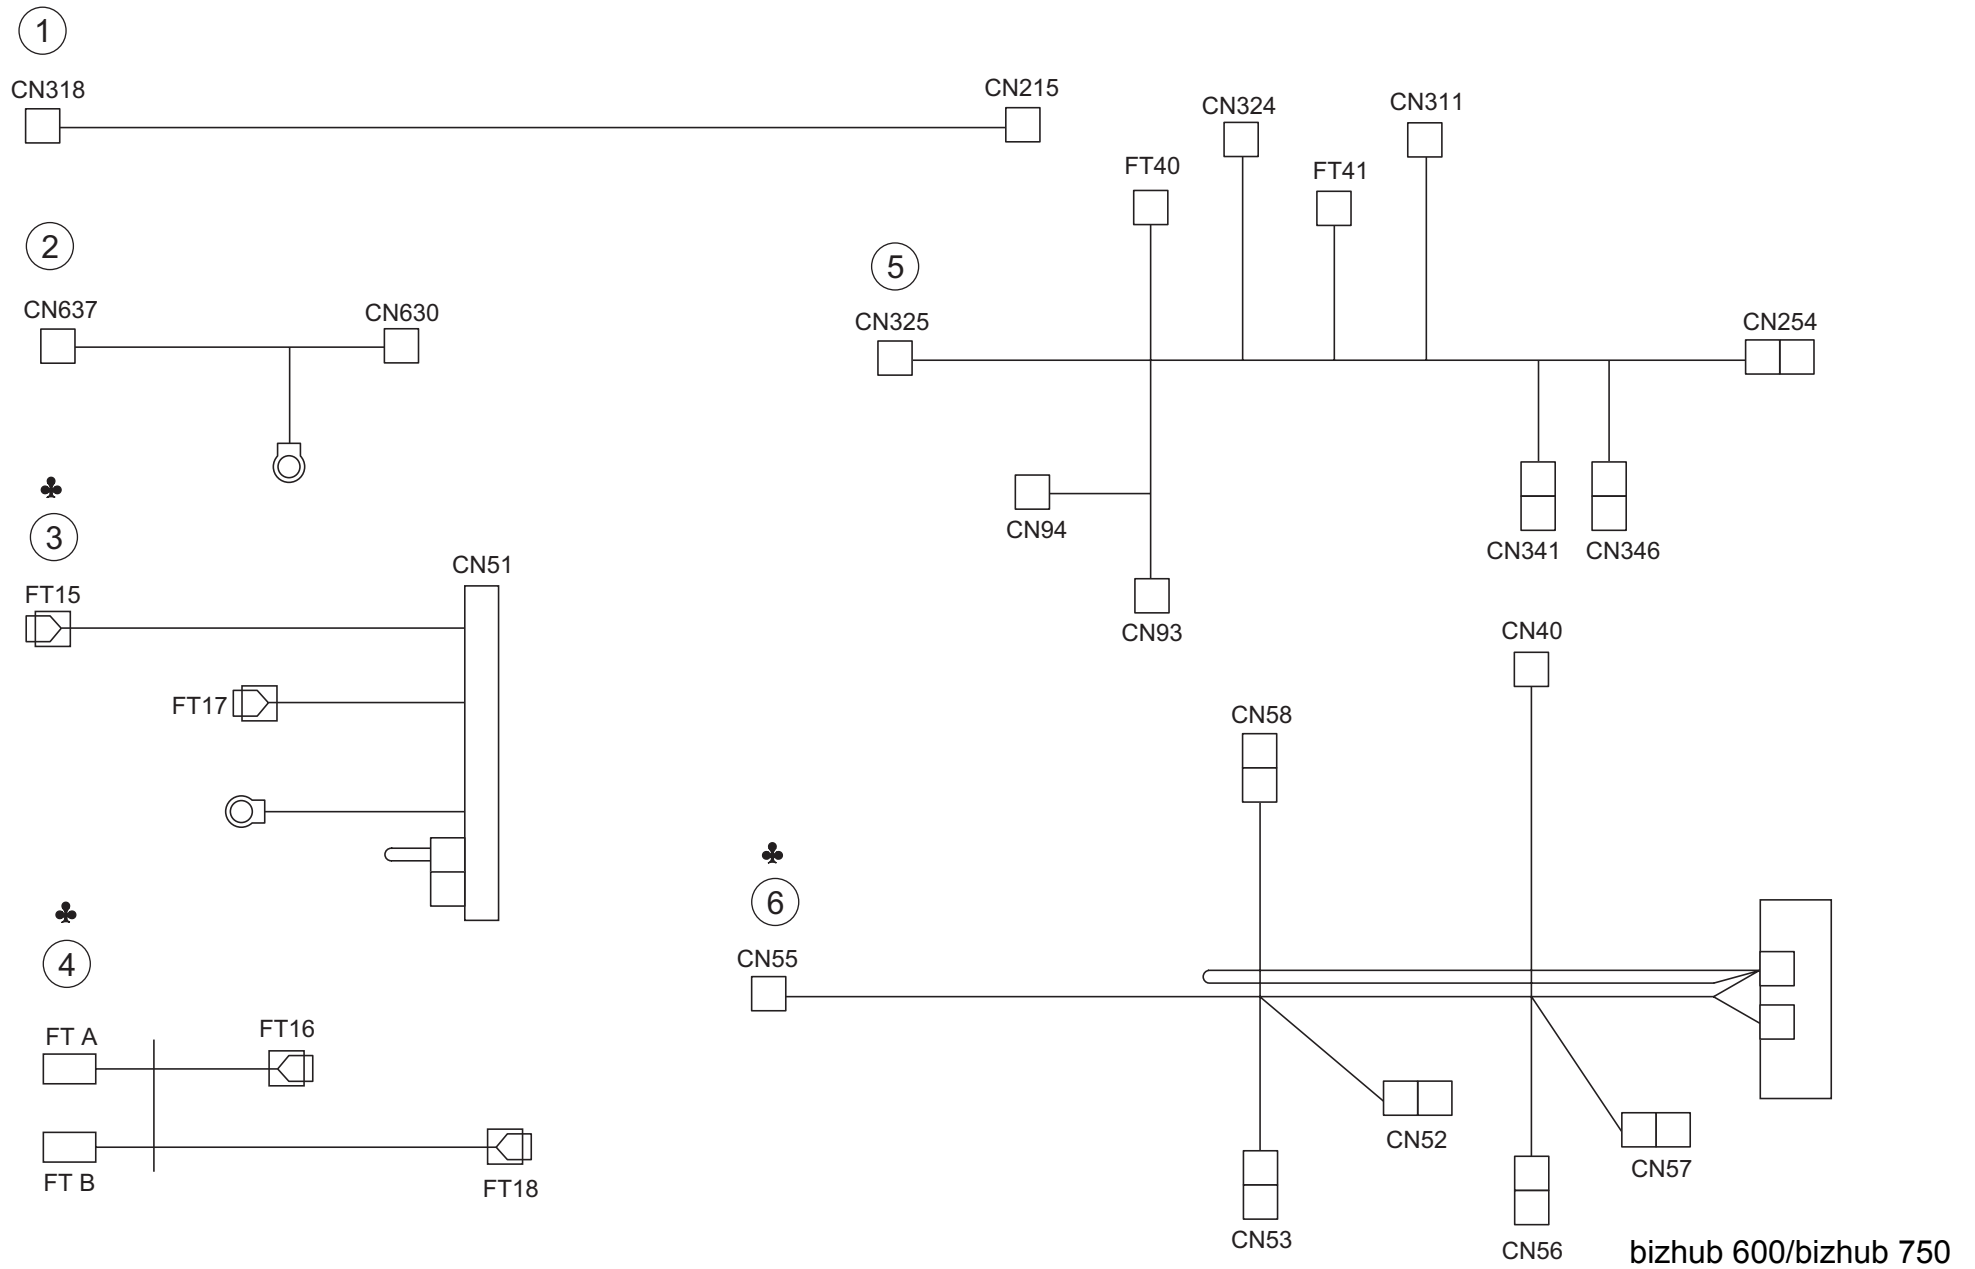 1
CN318
CN215
2
CN637
CN630
♣
3
FT15
CN51
FT17
♣
4
FT A
FT16
FT B
FT18
5
CN325
FT40
CN324
FT41
CN311
CN254
CN94
CN93
CN341
CN346
♣
6
CN55
CN58
CN40
CN52
CN57
CN53
CN56
bizhub 600/bizhub 750